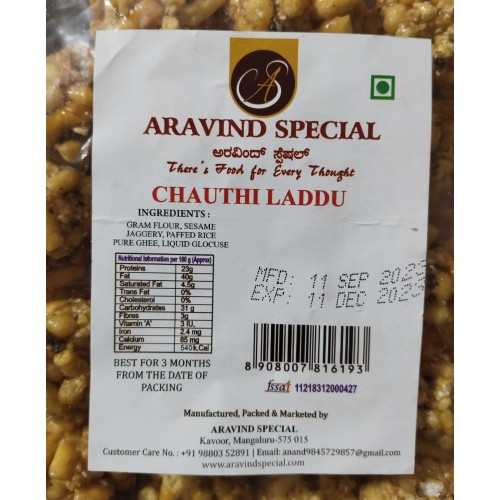 AS
ARAVIND SPECIAL
ಅರವಿಂದ್ ಸ್ಪೆಷಲ್
There's Food for Every Thought
CHAUTHI LADDU
INGREDIENTS :
GRAM FLOUR, SESAME
JAGGERY, PAFFED RICE
PURE GHEE, LIQUID GLOCUSE
Nutritional Information per 100 g (Approx)
Proteins 23g
Fat 40g
Saturated Fat 4.5g
Trans Fat 0%
Cholesterol 0%
Carbohydrates 31 g
Fibres 3g
Vitamin 'A' 3 IU,
Iron 2.4 mg
Calcium 85 mg
Energy 540 k.Cal
MFD: 11 SEP 2023
EXP: 11 DEC 2023
BEST FOR 3 MONTHS
FROM THE DATE OF
PACKING
8 908007 816193
fssai 11218312000427
Manufactured, Packed & Marketed by
ARAVIND SPECIAL
Kavoor, Mangaluru-575 015
Customer Care No. : +91 98803 52891 | Email: anand9845729857@gmail.com
www.aravindspecial.com